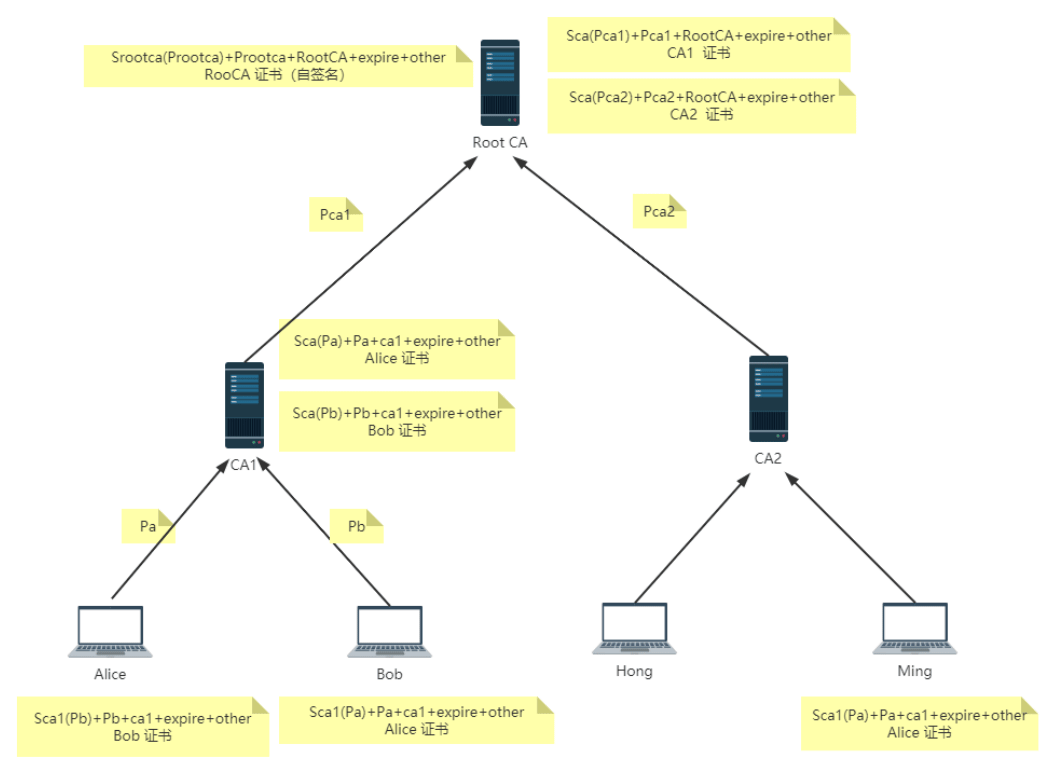 Srootca(Prootca)+Prootca+RootCA+expire+other
RooCA 证书（自签名）
Sca(Pca1)+Pca1+RootCA+expire+other
CA1 证书
Sca(Pca2)+Pca2+RootCA+expire+other
CA2 证书
Root CA
Pca1
Pca2
Sca(Pa)+Pa+ca1+expire+other
Alice 证书
Sca(Pb)+Pb+ca1+expire+other
Bob 证书
CA1
CA2
Pa
Pb
Alice
Bob
Hong
Ming
Sca1(Pb)+Pb+ca1+expire+other
Bob 证书
Sca1(Pa)+Pa+ca1+expire+other
Alice 证书
Sca1(Pa)+Pa+ca1+expire+other
Alice 证书